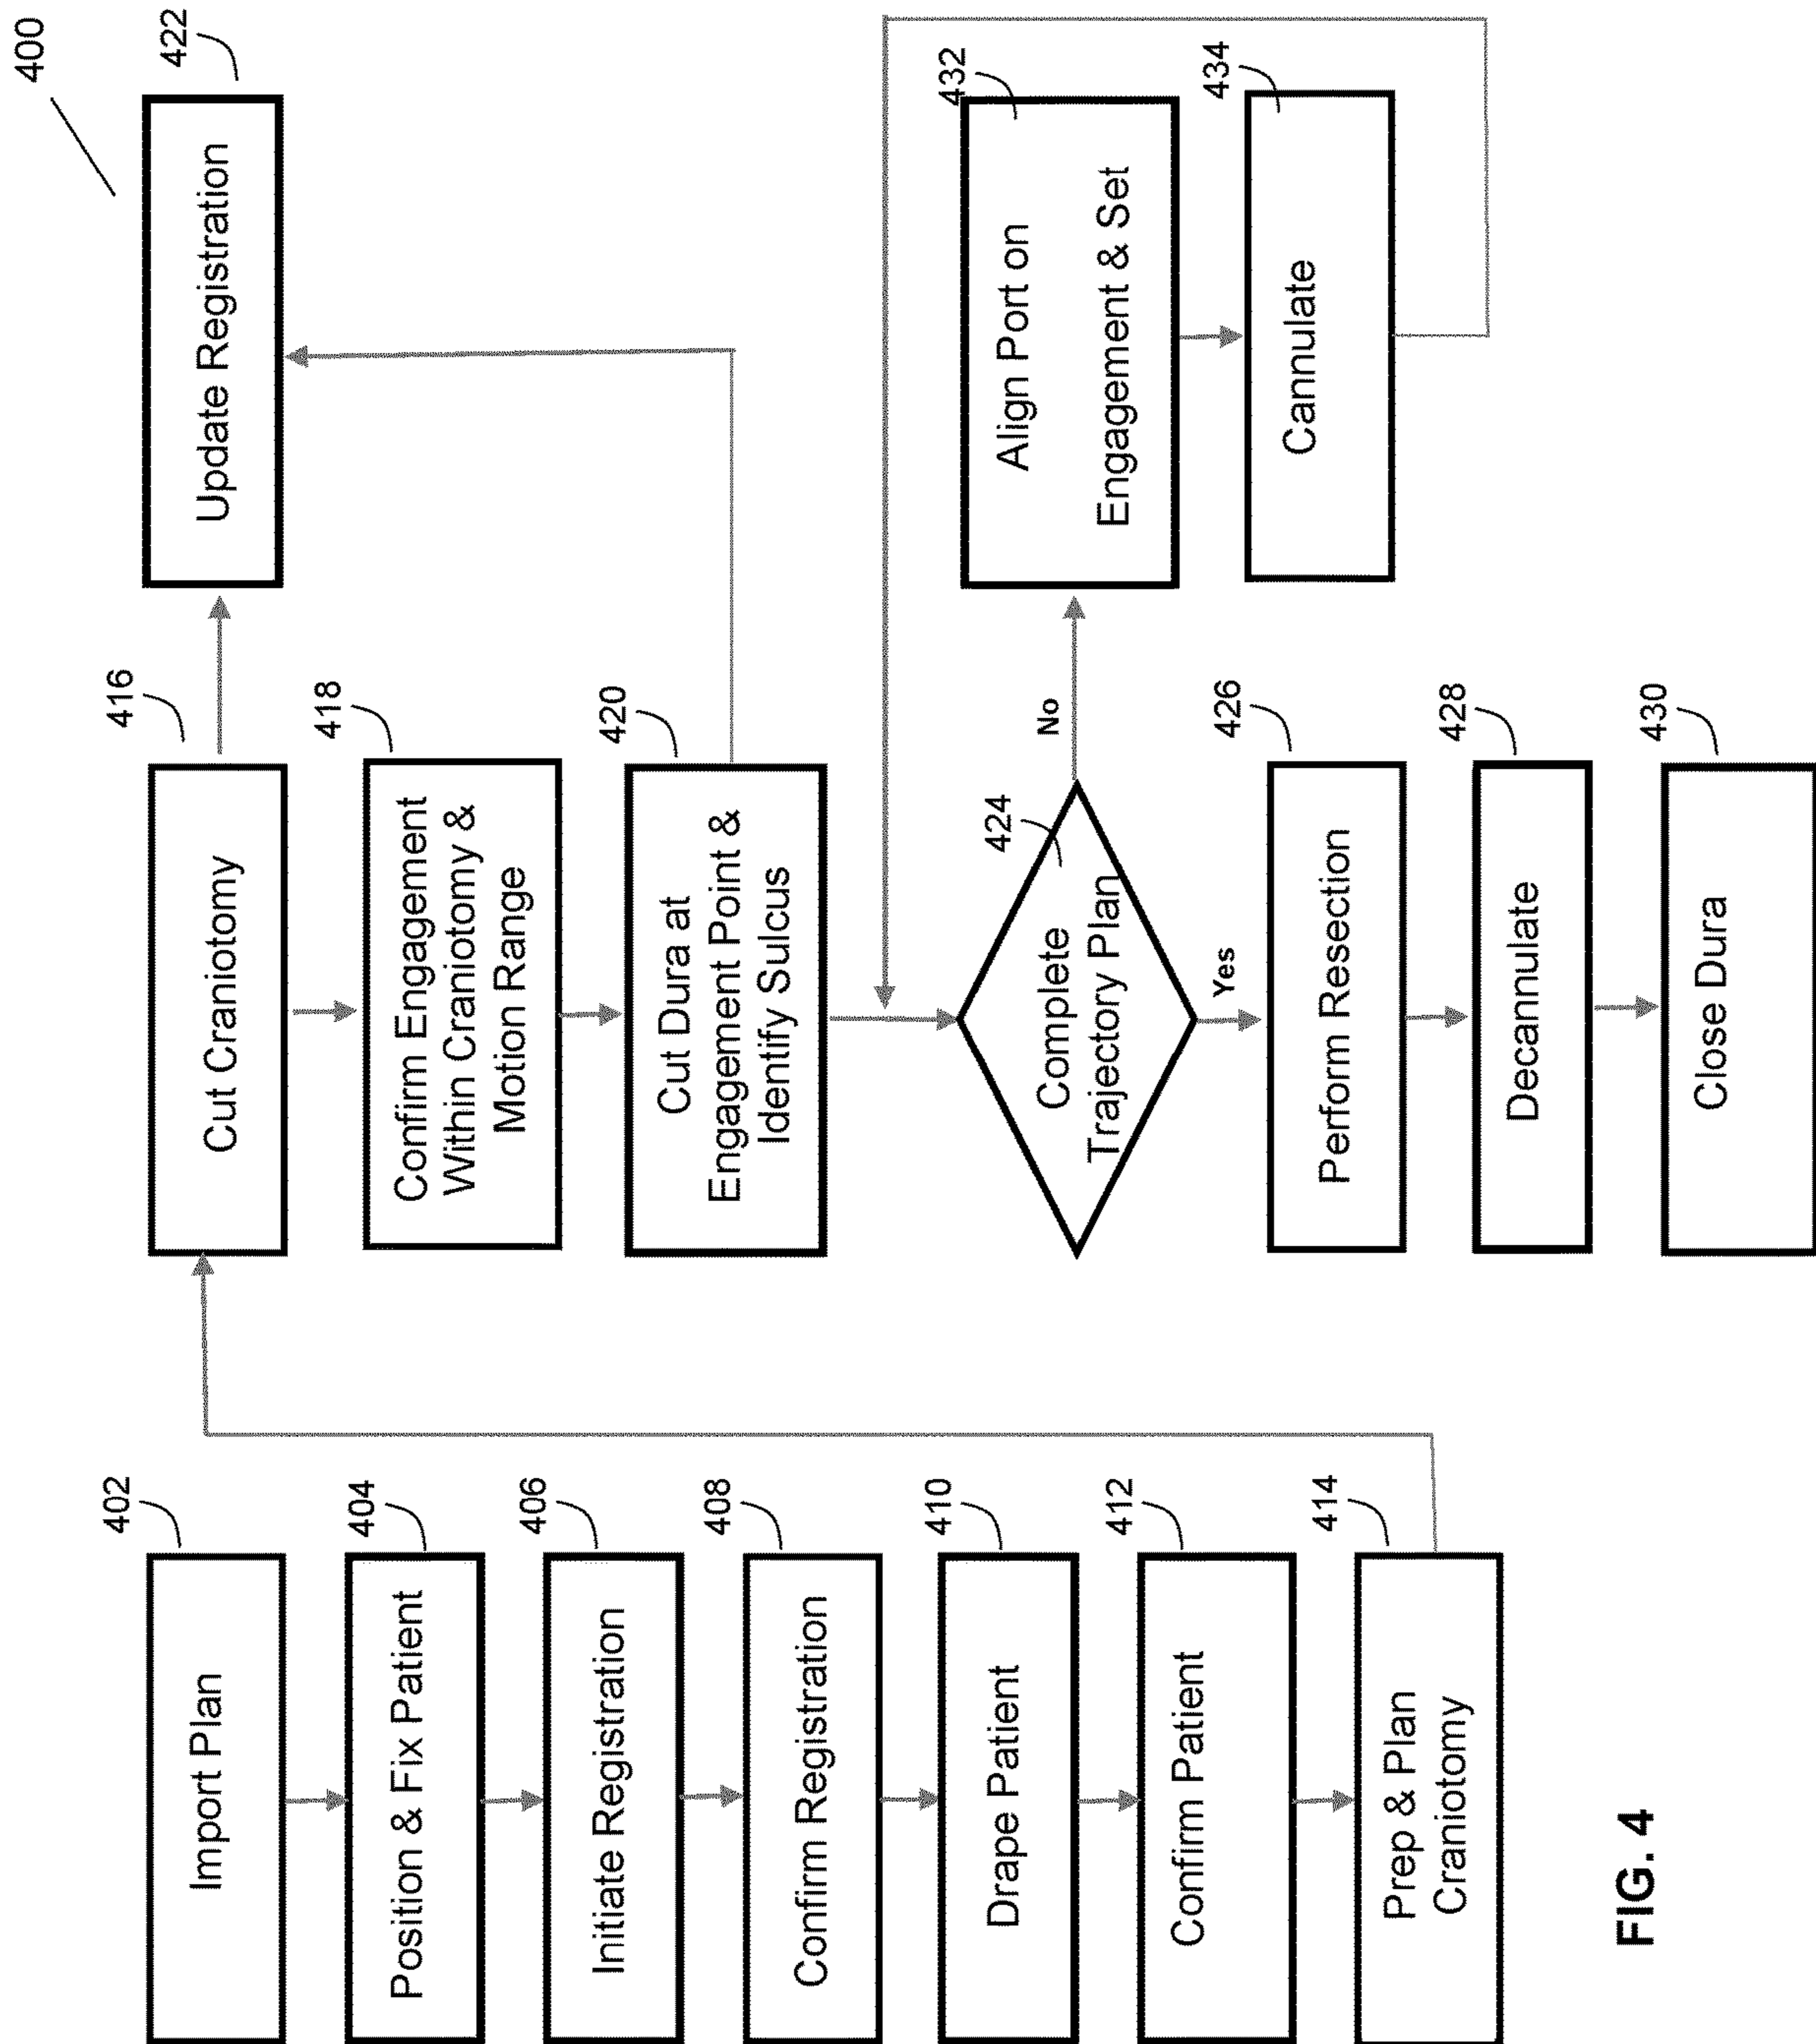 400
402
Import Plan
404
Position & Fix Patient
406
Initiate Registration
408
Confirm Registration
410
Drape Patient
412
Confirm Patient
414
Prep & Plan
Craniotomy
416
Cut Craniotomy
418
Confirm Engagement
Within Craniotomy &
Motion Range
420
Cut Dura at
Engagement Point &
Identify Sulcus
422
Update Registration
424
Complete
Trajectory Plan
No
Yes
432
Align Port on
Engagement & Set
434
Cannulate
426
Perform Resection
428
Decannulate
430
Close Dura
FIG. 4